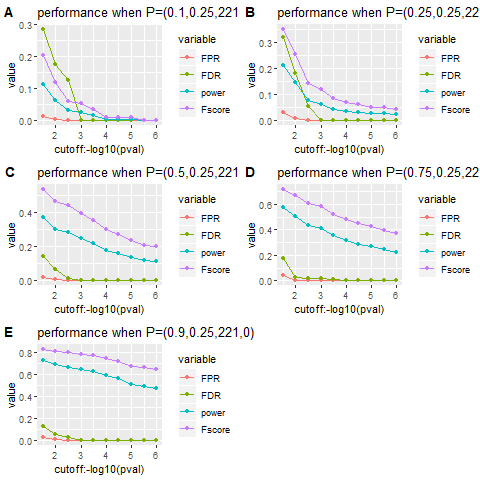 A performance when P=(0.1,0.25,221
0.3
0.2
0.1
0.0
value
2 3 4 5 6
cutoff:-log10(pval)
variable
FPR
FDR
power
Fscore
B performance when P=(0.25,0.25,22
0.3
0.2
0.1
0.0
value
2 3 4 5 6
cutoff:-log10(pval)
variable
FPR
FDR
power
Fscore
C performance when P=(0.5,0.25,221
0.4
0.2
0.0
value
2 3 4 5 6
cutoff:-log10(pval)
variable
FPR
FDR
power
Fscore
D performance when P=(0.75,0.25,22
0.6
0.4
0.2
0.0
value
2 3 4 5 6
cutoff:-log10(pval)
variable
FPR
FDR
power
Fscore
E performance when P=(0.9,0.25,221,0)
0.8
0.6
0.4
0.2
0.0
value
2 3 4 5 6
cutoff:-log10(pval)
variable
FPR
FDR
power
Fscore